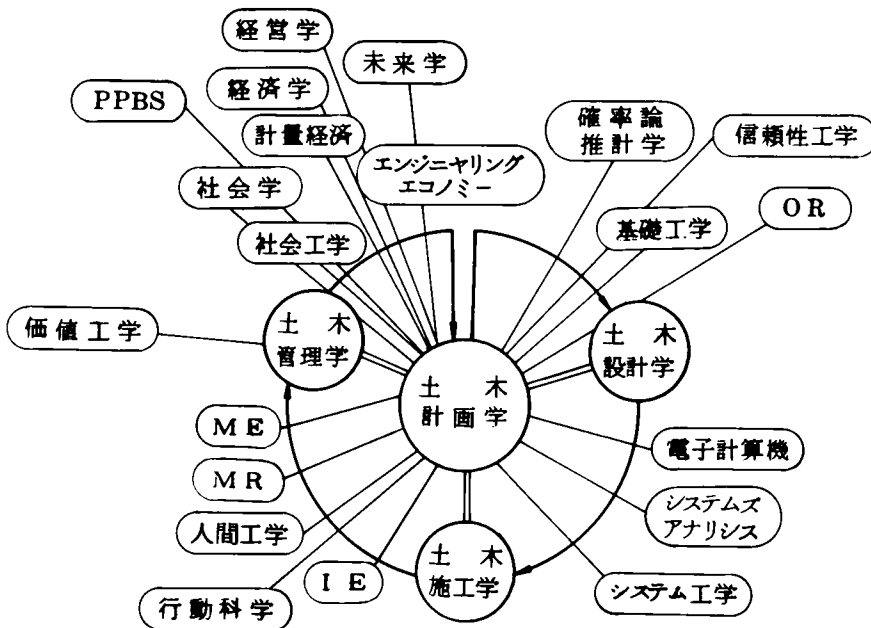 経営学
未来学
経済学
PPBS
計量経済
確率論
推計学
信頼性工学
エンジニヤリング
エコノミー
社会学
OR
基礎工学
社会工学
価値工学
土木
管理学
土木
設計学
土木
計画学
ME
電子計算機
MR
システムズ
アナリシス
人間工学
土木
施工学
IE
システム工学
行動科学